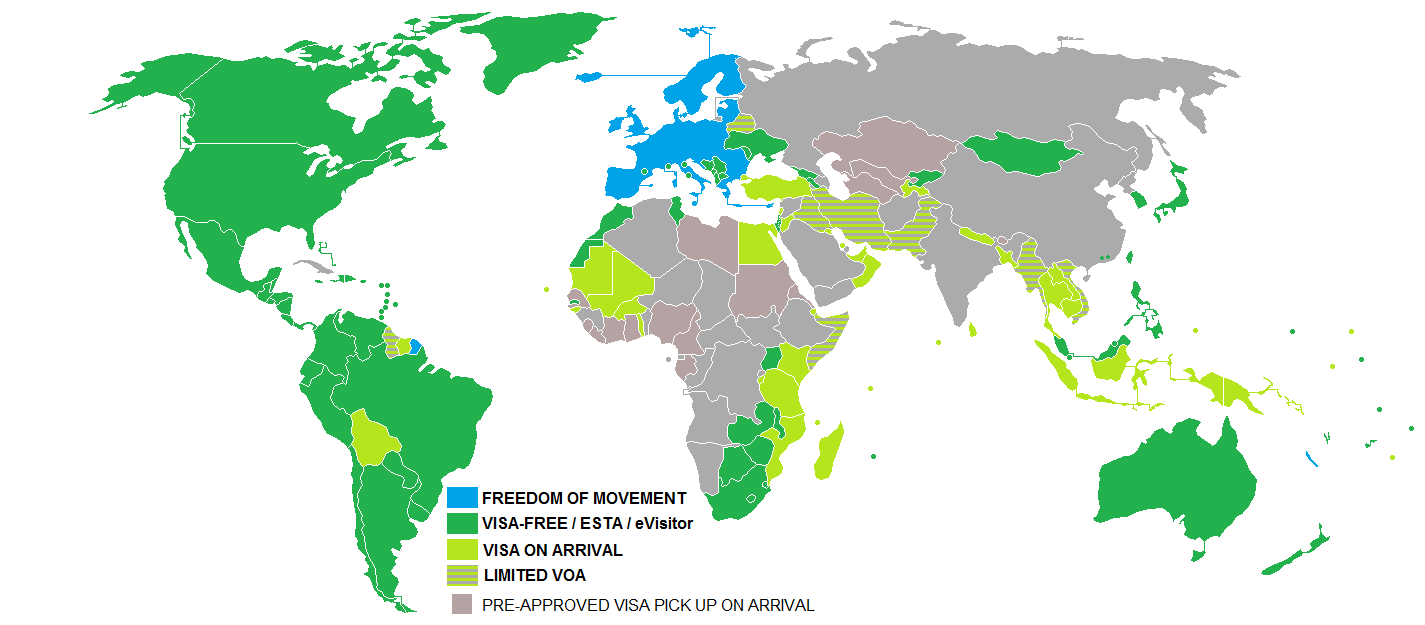 FREEDOM OF MOVEMENT
VISA-FREE / ESTA / eVisitor
VISA ON ARRIVAL
LIMITED VOA
PRE-APPROVED VISA PICK UP ON ARRIVAL